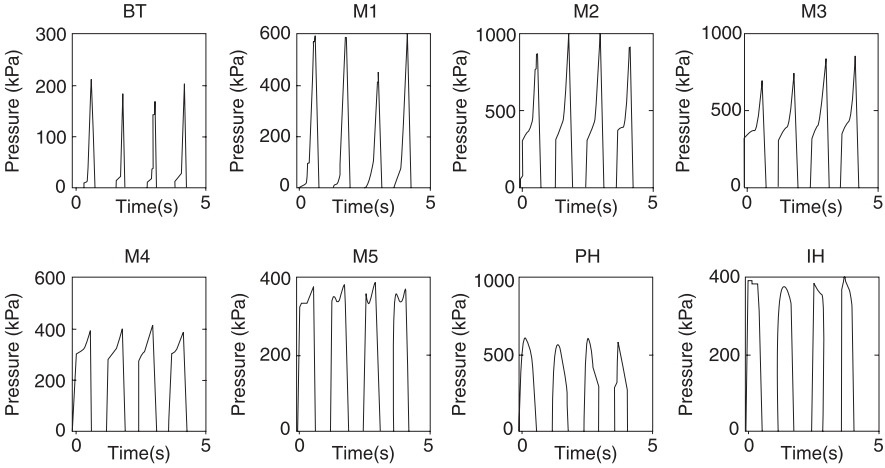 BT M1 M2 M3
Pressure (kPa) 300 200 100 0 0 5 Time(s)
Pressure (kPa) 600 400 200 0 0 5 Time(s)
Pressure (kPa) 1000 500 0 0 5 Time(s)
Pressure (kPa) 1000 500 0 0 5 Time(s)
M4 M5 PH IH
Pressure (kPa) 600 400 200 0 0 5 Time(s)
Pressure (kPa) 400 200 0 0 5 Time(s)
Pressure (kPa) 1000 500 0 0 5 Time(s)
Pressure (kPa) 400 200 0 0 5 Time(s)